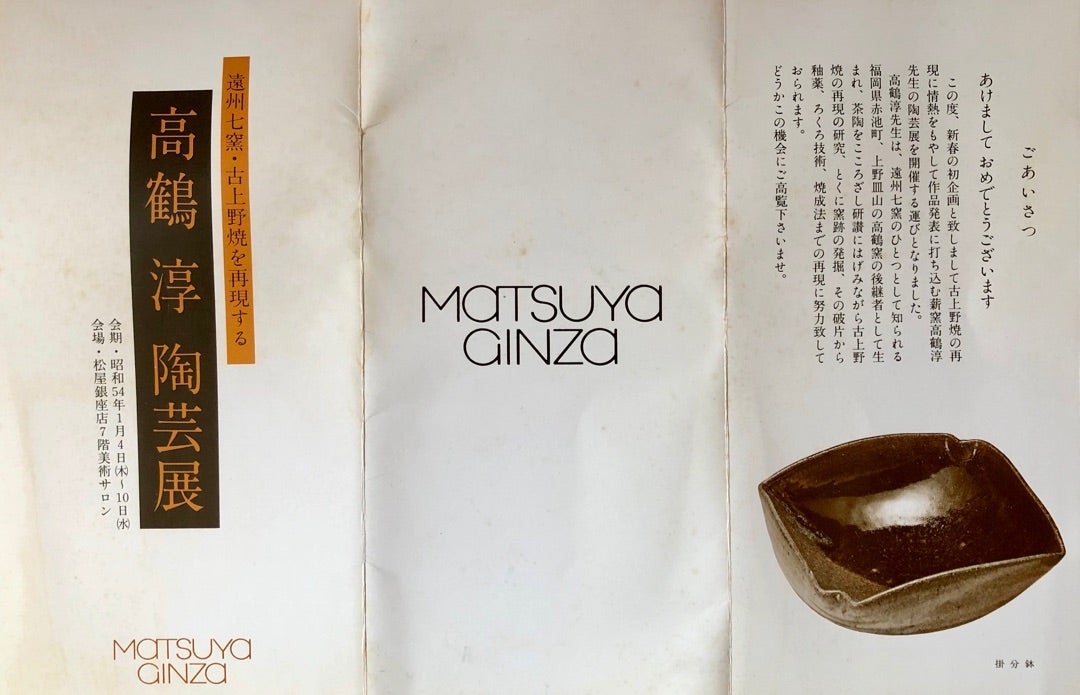 遠州七窯・古上野焼を再現する
高鶴 淳 陶芸展
会期・昭和54年1月4日㈭〜10日㈬
会場・松屋銀座店7階美術サロン
MATSUYA
GINZA
MATSUYA
GINZA
ごあいさつ
あけまして おめでとうございます
この度、新春の初企画と致しまして古上野焼の再
現に情熱をもやして作品発表に打ち込む薪窯高鶴淳
先生の陶芸展を開催する運びとなりました。
高鶴淳先生は、遠州七窯のひとつとして知られる
福岡県赤池町、上野皿山の高鶴窯の後継者として生
まれ、茶陶をこころざし研讃にはげみながら古上野
焼の再現の研究、とくに窯跡の発掘、その破片から
釉薬、ろくろ技術、焼成法までの再現に努力致して
おられます。
どうかこの機会にご高覧下さいませ。
掛分鉢